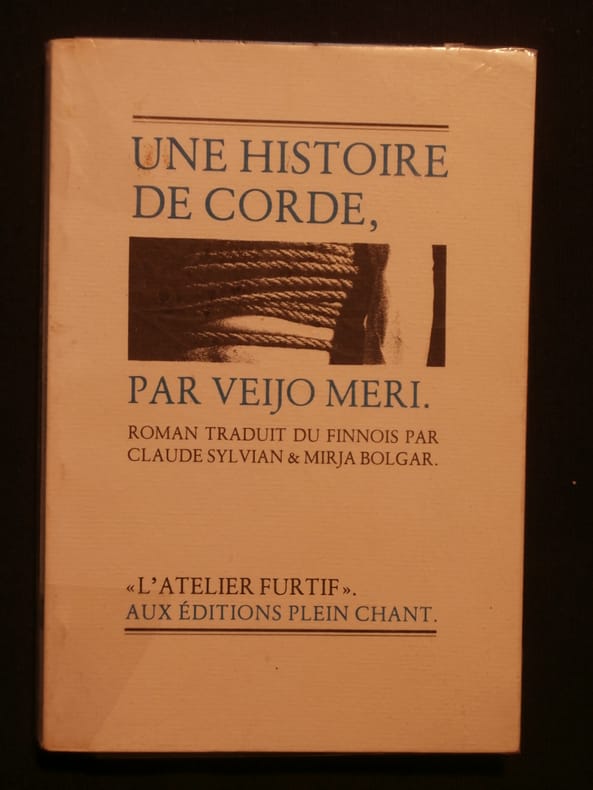 UNE HISTOIRE
DE CORDE,
PAR VEIJO MERI.
ROMAN TRADUIT DU FINNOIS PAR
CLAUDE SYLVIAN & MIRJA BOLGAR.
«L'ATELIER FURTIF».
AUX ÉDITIONS PLEIN CHANT.